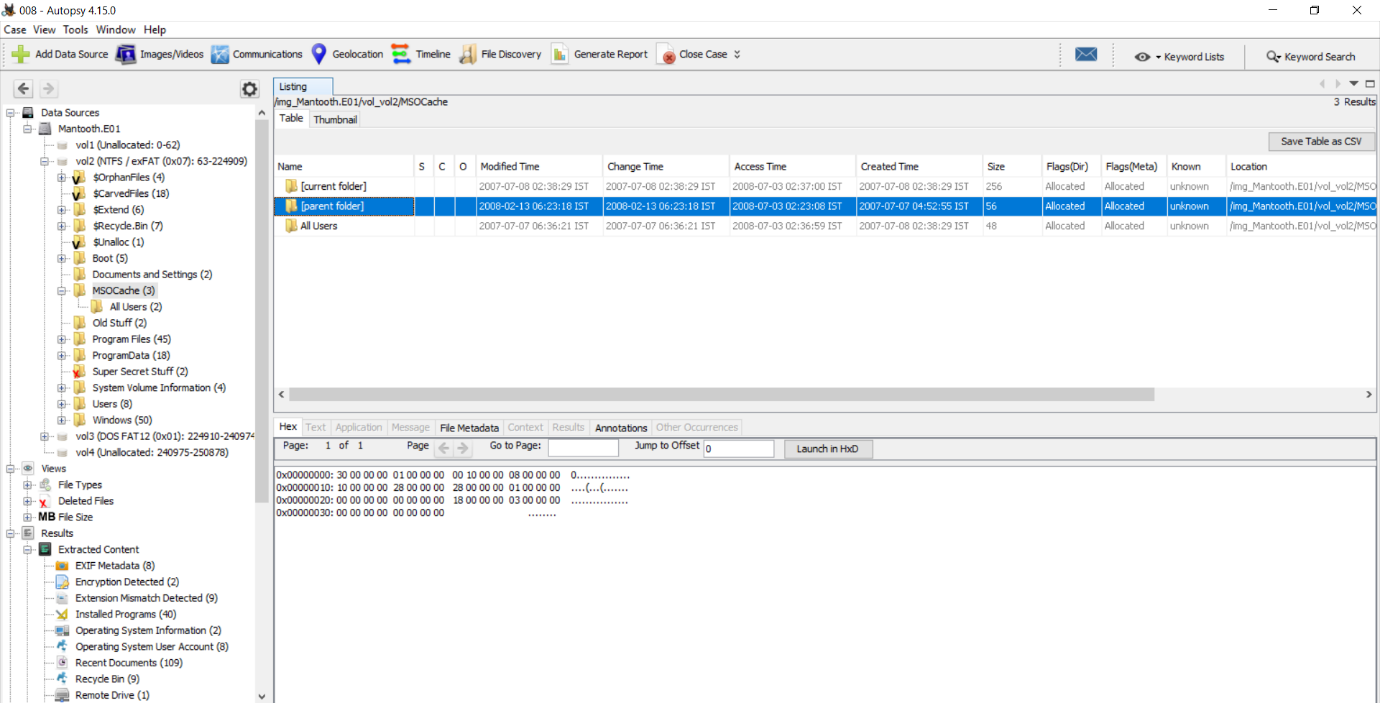 008 - Autopsy 4.15.0
Case View Tools Window Help
Add Data Source Images/Videos Communications Geolocation Timeline File Discovery Generate Report Close Case Keyword Lists Keyword Search
Data Sources
Mantooth.E01
vol1 (Unallocated: 0-62)
vol2 (NTFS / exFAT (0x07): 63-224909)
$OrphanFiles (4)
$CarvedFiles (18)
$Extend (6)
$Recycle.Bin (7)
$Unalloc (1)
Boot (5)
Documents and Settings (2)
MSOCache (3)
All Users (2)
Old Stuff (2)
Program Files (45)
ProgramData (18)
Super Secret Stuff (2)
System Volume Information (4)
Users (8)
Windows (50)
vol3 (DOS FAT12 (0x01): 224910-240974
vol4 (Unallocated: 240975-250878)
Views
File Types
Deleted Files
MB File Size
Results
Extracted Content
EXIF Metadata (8)
Encryption Detected (2)
Extension Mismatch Detected (9)
Installed Programs (40)
Operating System Information (2)
Operating System User Account (8)
Recent Documents (109)
Recycle Bin (9)
Remote Drive (1)
Listing
/img_Mantooth.E01/vol_vol2/MSOCache 3 Results
Table Thumbnail
Save Table as CSV
Name S C O Modified Time Change Time Access Time Created Time Size Flags(Dir) Flags(Meta) Known Location
[current folder] 2007-07-08 02:38:29 IST 2007-07-08 02:38:29 IST 2008-07-03 02:37:00 IST 2007-07-08 02:38:29 IST 256 Allocated Allocated unknown /img_Mantooth.E01/vol_vol2/MSO
[parent folder] 2008-02-13 06:23:18 IST 2008-02-13 06:23:18 IST 2008-07-03 02:23:08 IST 2007-07-07 04:52:55 IST 56 Allocated Allocated unknown /img_Mantooth.E01/vol_vol2/MSO
All Users 2007-07-07 06:36:21 IST 2007-07-07 06:36:21 IST 2008-07-03 02:36:59 IST 2007-07-08 02:38:29 IST 48 Allocated Allocated unknown /img_Mantooth.E01/vol_vol2/MSO
Hex Text Application Message File Metadata Context Results Annotations Other Occurrences
Page: 1 of 1 Page Go to Page: Jump to Offset 0 Launch in HxD
0x00000000: 30 00 00 00 01 00 00 00 00 10 00 00 08 00 00 00 0...............
0x00000010: 10 00 00 00 28 00 00 00 28 00 00 00 01 00 00 00 ....(...(.......
0x00000020: 00 00 00 00 00 00 00 00 18 00 00 00 03 00 00 00 ................
0x00000030: 00 00 00 00 00 00 00 00 ........